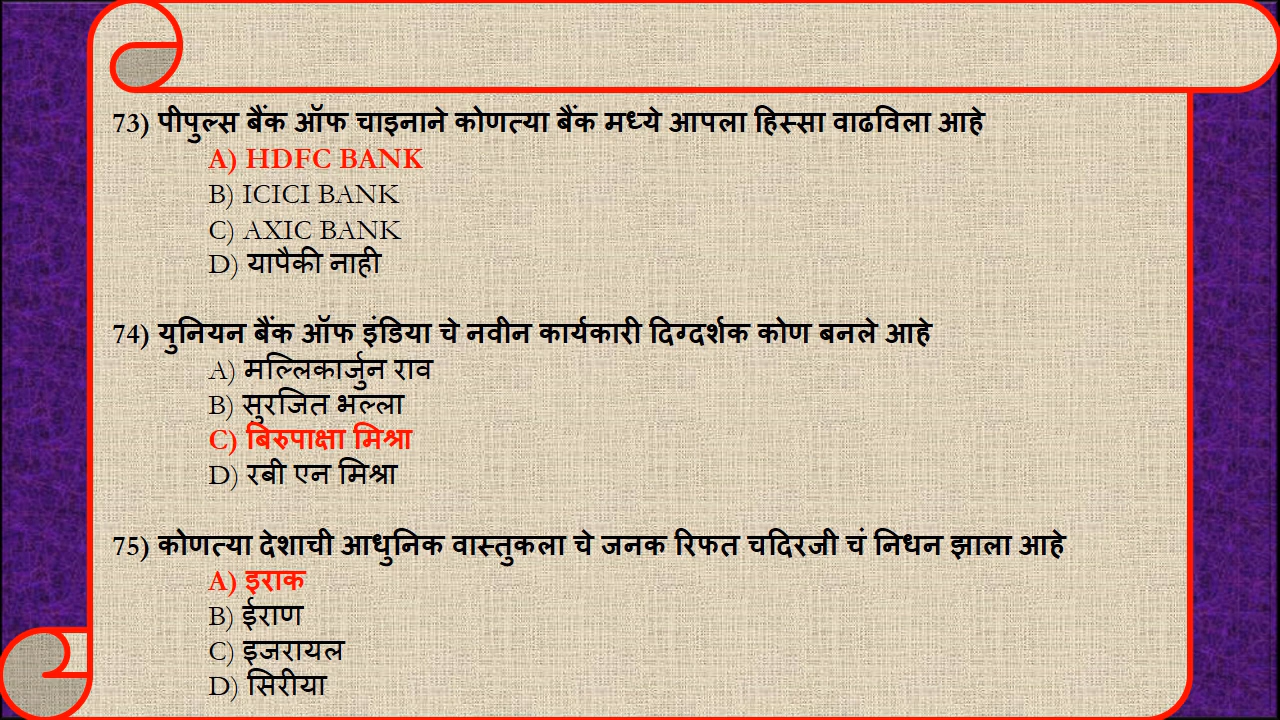 73) पीपुल्स बैंक ऑफ चाइनाने कोणत्या बैंक मध्ये आपला हिस्सा वाढविला आहे
A) HDFC BANK
B) ICICI BANK
C) AXIC BANK
D) यापैकी नाही
74) युनियन बैंक ऑफ इंडिया चे नवीन कार्यकारी दिग्दर्शक कोण बनले आहे
A) मल्लिकार्जुन राव
B) सुरजित भल्ला
C) बिरुपाक्षा मिश्रा
D) रबी एन मिश्रा
75) कोणत्या देशाची आधुनिक वास्तुकला चे जनक रिफत चदिरजी चं निधन झाला आहे
A) इराक
B) ईराण
C) इजरायल
D) सिरीया